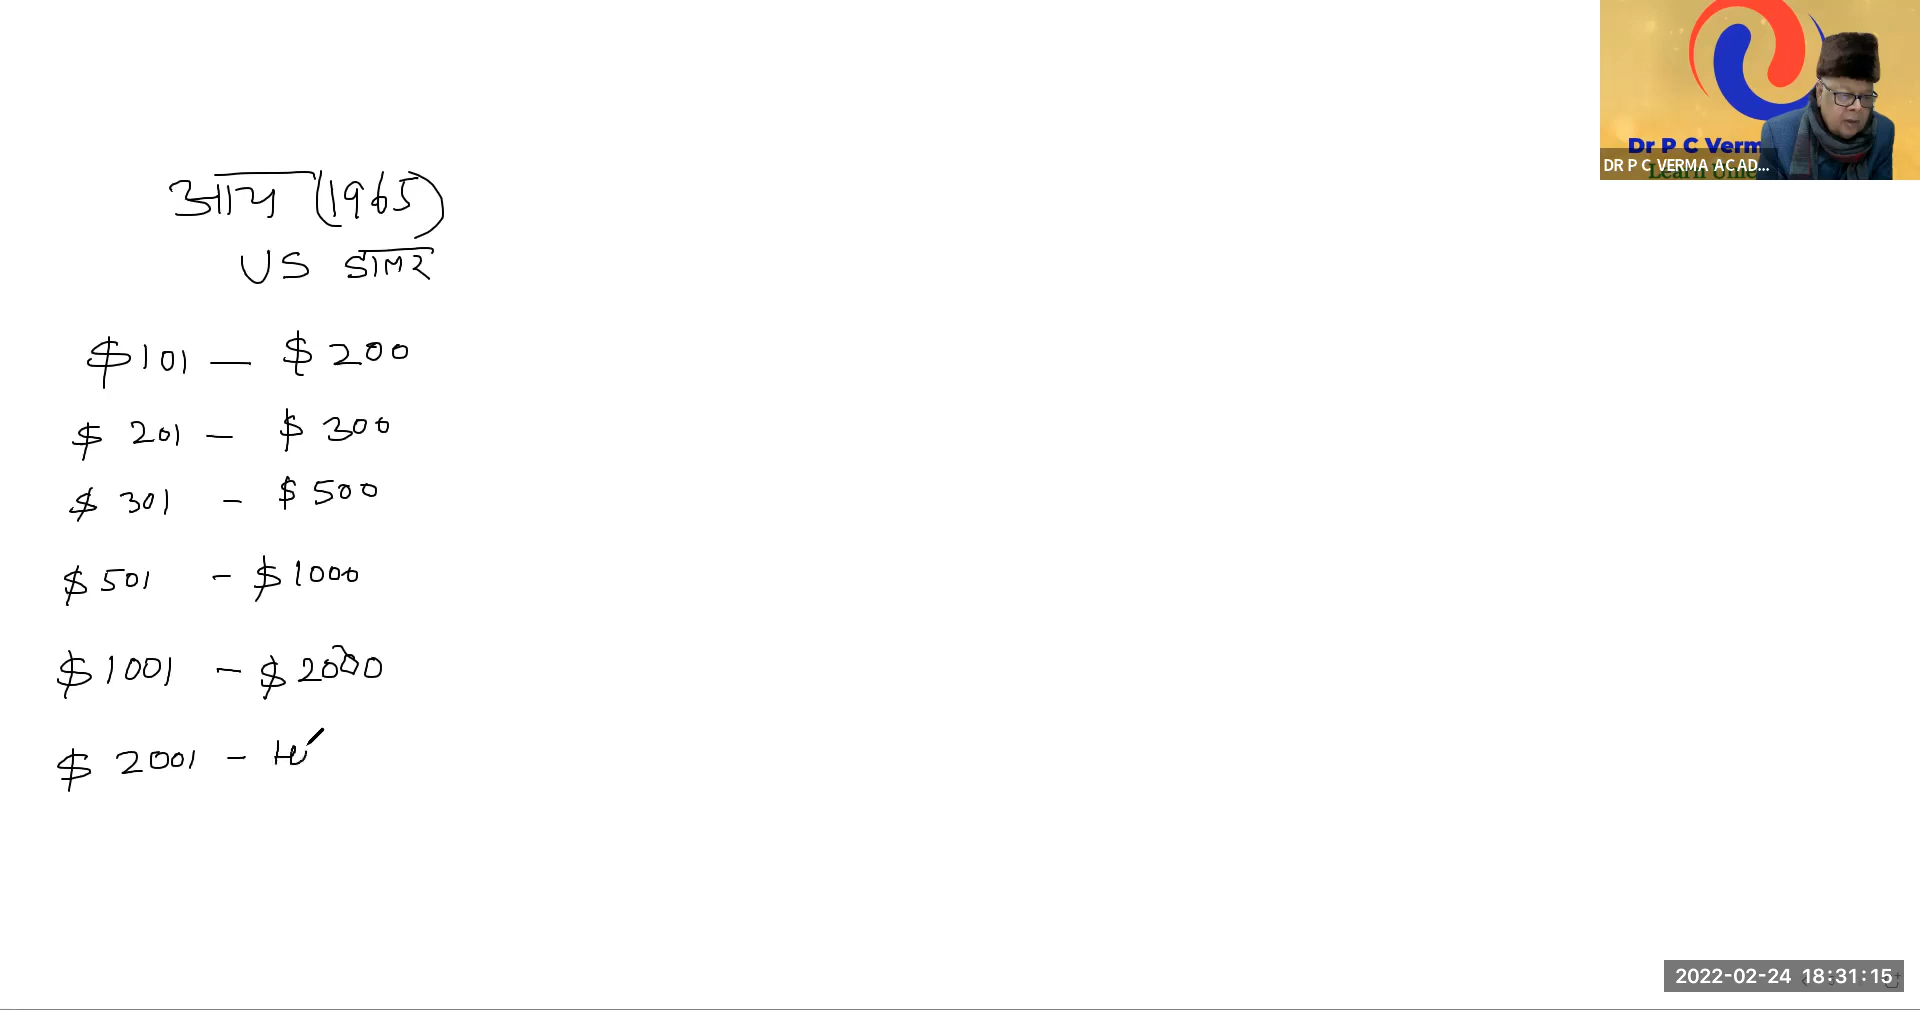 आय (1965)
US डालर
$101 — $200
$ 201 - $ 300
$ 301 - $ 500
$ 501 - $ 1000
$ 1001 - $ 2000
$ 2001 -
Dr P C Verm
DR P C VERMA ACAD...
2022-02-24 18:31:15